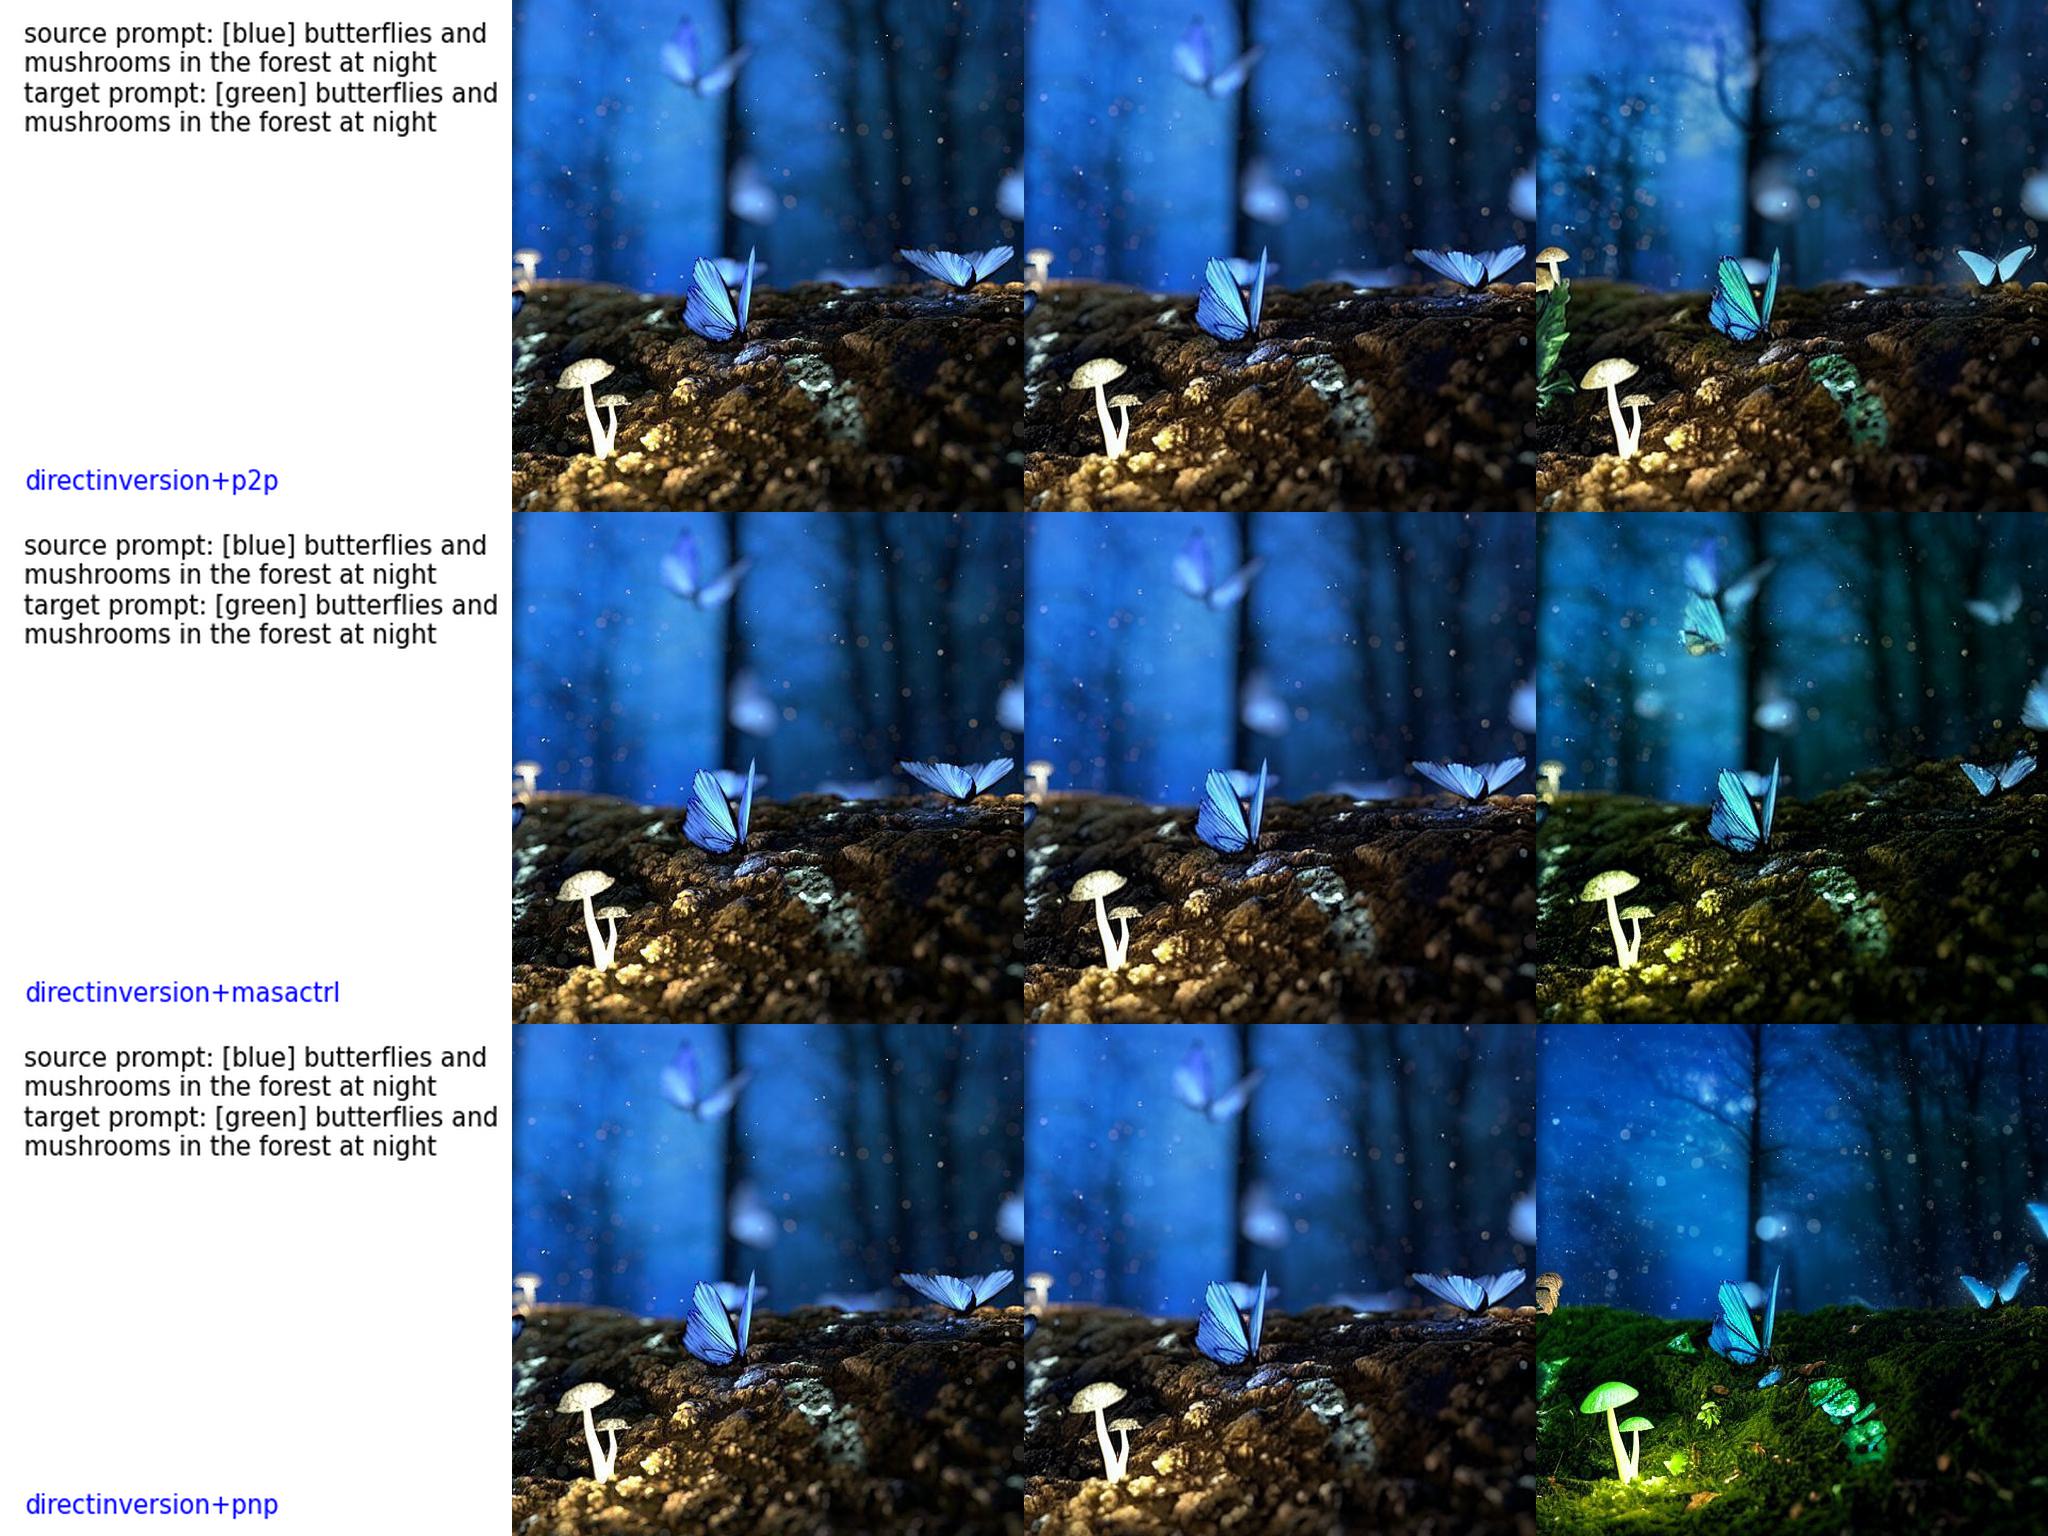 source prompt: [blue] butterflies and
mushrooms in the forest at night
target prompt: [green] butterflies and
mushrooms in the forest at night
directinversion+p2p
source prompt: [blue] butterflies and
mushrooms in the forest at night
target prompt: [green] butterflies and
mushrooms in the forest at night
directinversion+masactrl
source prompt: [blue] butterflies and
mushrooms in the forest at night
target prompt: [green] butterflies and
mushrooms in the forest at night
directinversion+pnp